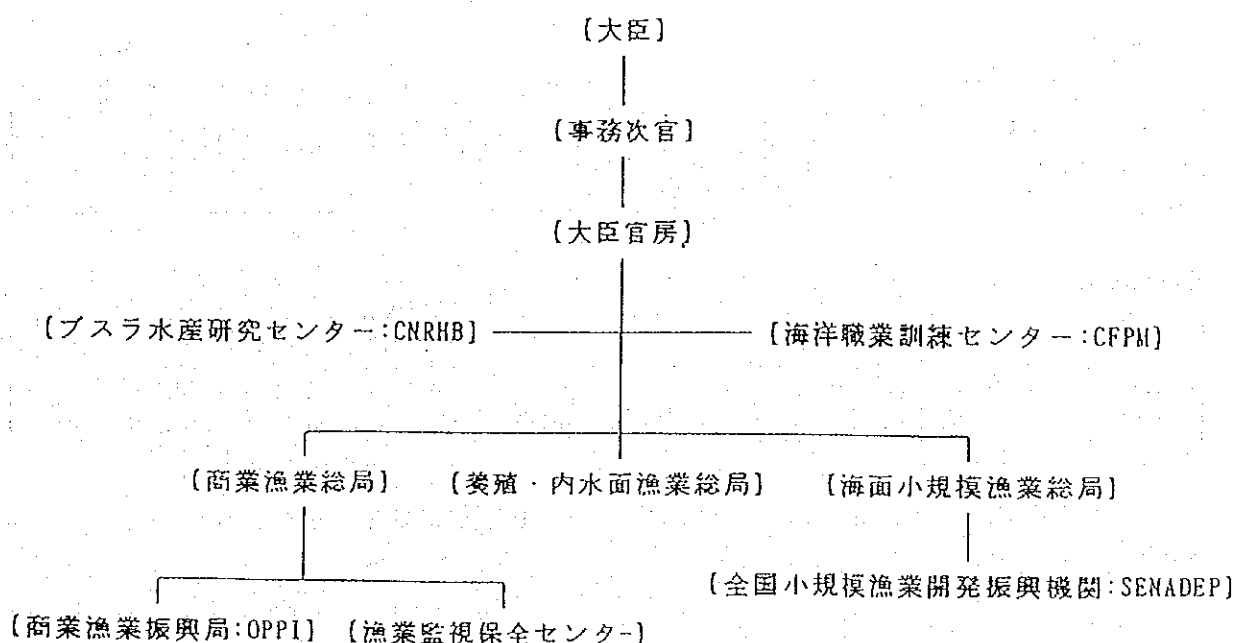 [大臣]
[事務次官]
[大臣官房]
[ブスラ水産研究センター:CNRHB] [海洋職業訓練センター:CFPM]
[商業漁業総局] [養殖・内水面漁業総局] [海面小規模漁業総局]
[全国小規模漁業開発振興機関:SENADEP]
[商業漁業振興局:OPPI] [漁業監視保全センター]